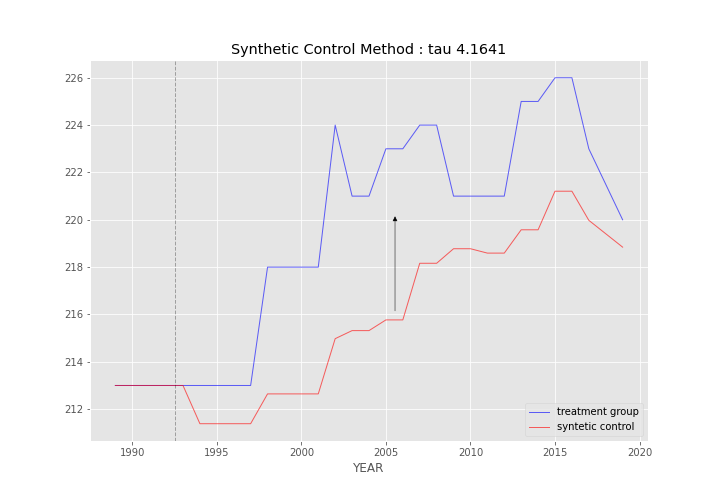 Synthetic Control Method : tau 4.1641
226
224
222
220
218
216
214
212
treatment group
syntetic control
1990 1995 2000 2005 2010 2015 2020
YEAR